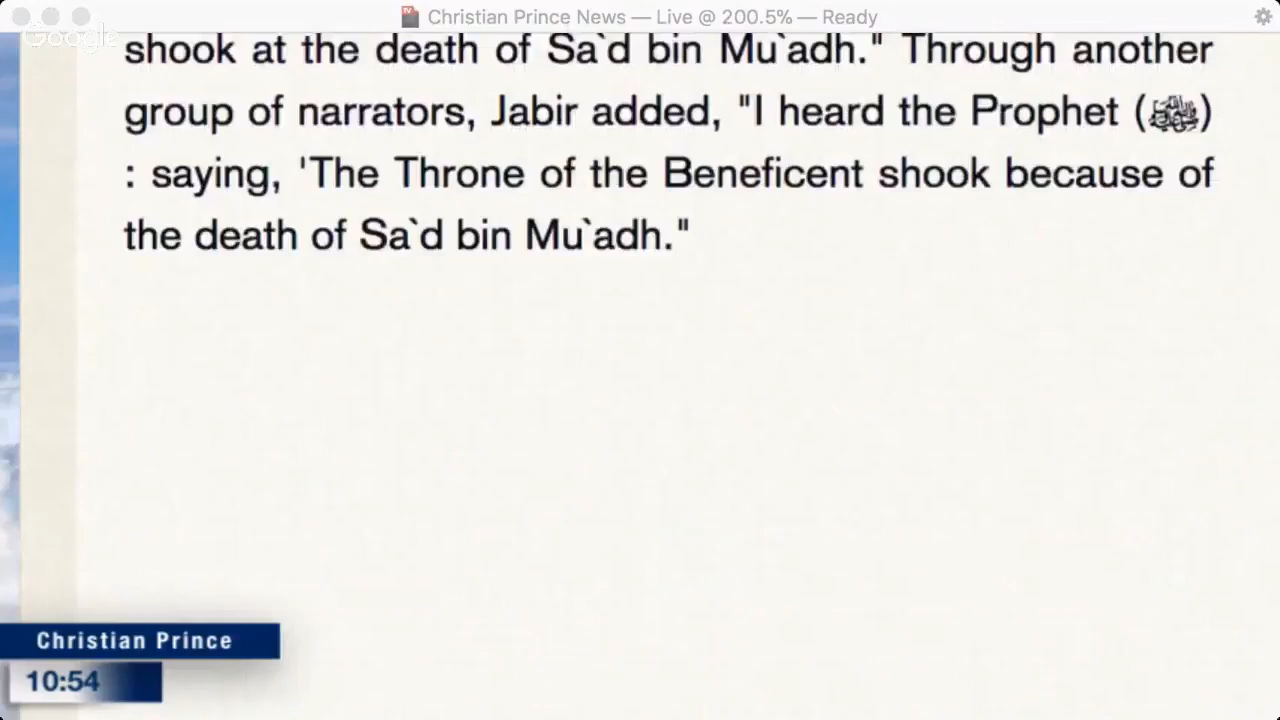 Christian Prince News — Live @ 200.5% — Ready
Google
shook at the death of Sa`d bin Mu`adh." Through another
group of narrators, Jabir added, "I heard the Prophet (ﷺ)
: saying, 'The Throne of the Beneficent shook because of
the death of Sa`d bin Mu`adh."
Christian Prince
10:54